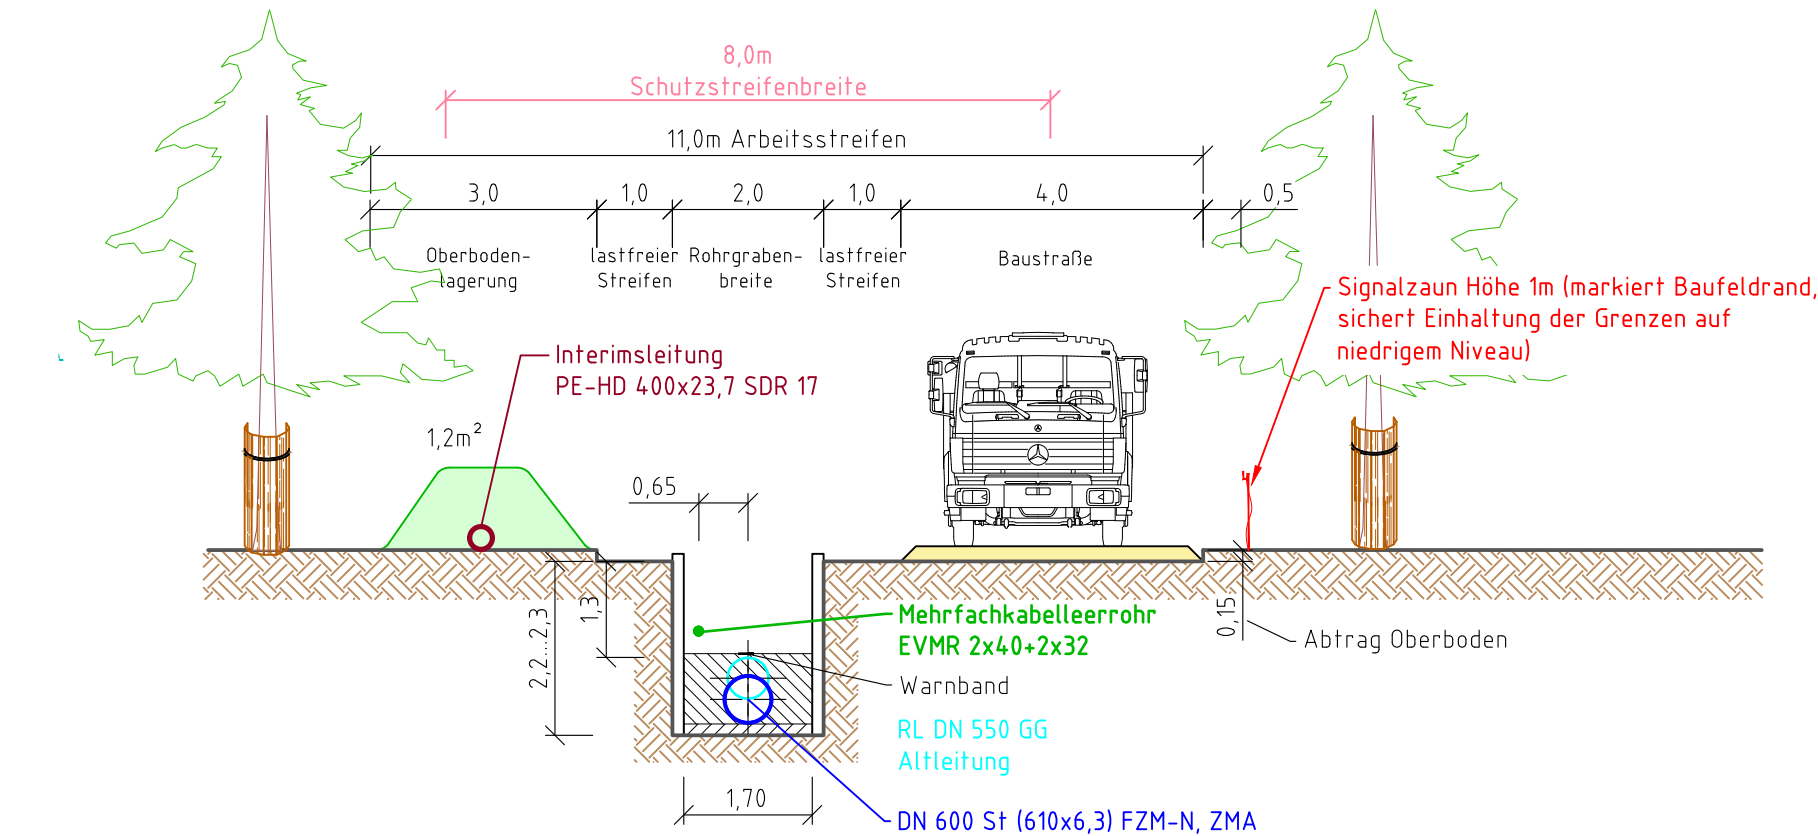 8,0m
Schutzstreifenbreite
11,0m Arbeitsstreifen
3,0
1,0
2,0
1,0
4,0
0,5
Oberboden-
lagerung
lastfreier
Streifen
Rohrgraben-
breite
lastfreier
Streifen
Baustraße
Signalzaun Höhe 1m (markiert Baufeldrand,
sichert Einhaltung der Grenzen auf
niedrigem Niveau)
Interimsleitung
PE-HD 400x23,7 SDR 17
1,2m²
0,65
2,2...2,3
1,3
Mehrfachkabelleerrohr
EVMR 2x40+2x32
0,15
Abtrag Oberboden
Warnband
RL DN 550 GG
Altleitung
1,70
DN 600 St (610x6,3) FZM-N, ZMA